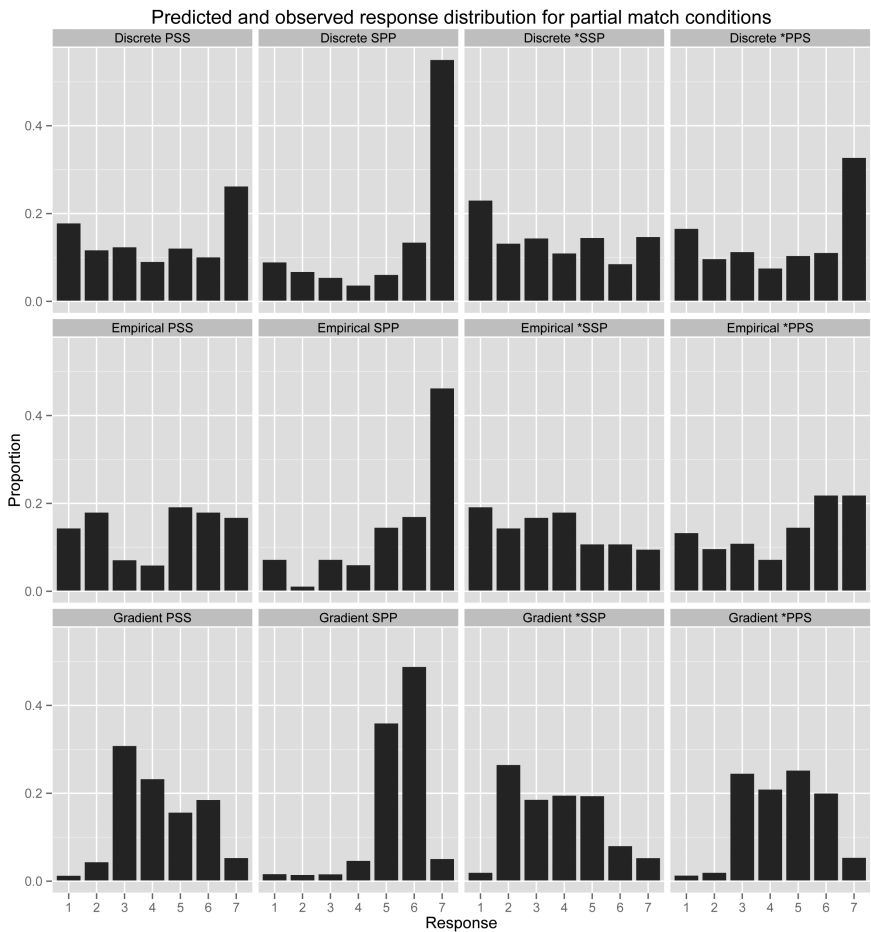 Predicted and observed response distribution for partial match conditions
Discrete PSS
Discrete SPP
Discrete *SSP
Discrete *PPS
0.4
0.2
0.0
Empirical PSS
Empirical SPP
Empirical *SSP
Empirical *PPS
0.4
0.2
0.0
Proportion
Gradient PSS
Gradient SPP
Gradient *SSP
Gradient *PPS
0.4
0.2
0.0
1 2 3 4 5 6 7
1 2 3 4 5 6 7
1 2 3 4 5 6 7
1 2 3 4 5 6 7
Response